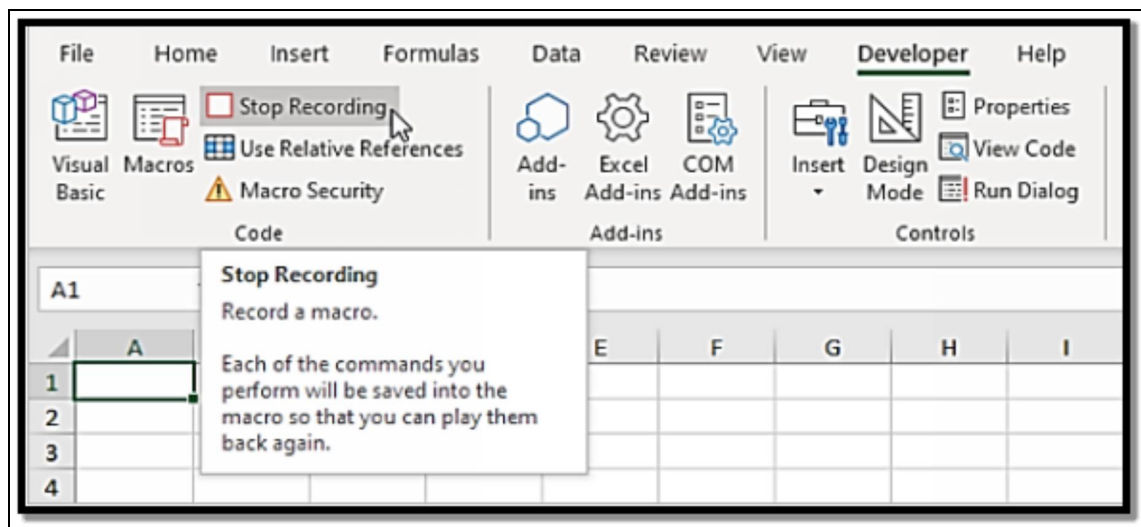 File Home Insert Formulas Data Review View Developer Help
Stop Recording Properties
Use Relative References View Code
Visual Basic Macros Macro Security Add-ins Excel Add-ins COM Add-ins Insert Design Mode Run Dialog
Code Add-ins Controls
A1
Stop Recording
Record a macro.
Each of the commands you
perform will be saved into the
macro so that you can play them
back again.
A E F G H I
1
2
3
4